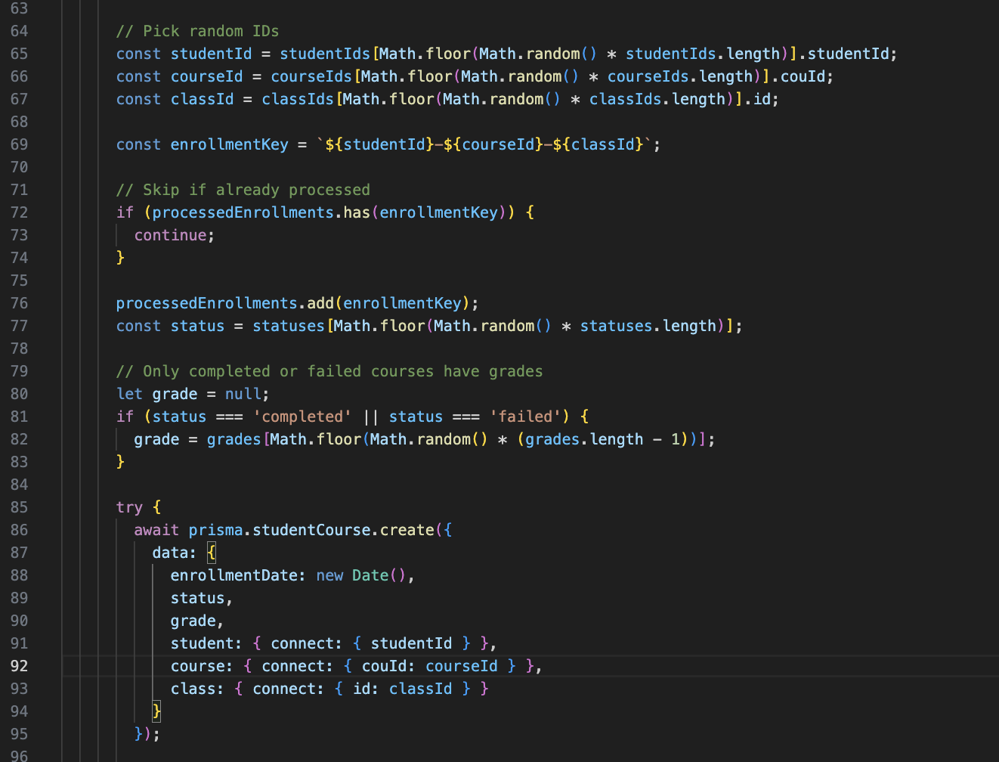 63
64 // Pick random IDs
65 const studentId = studentIds[Math.floor(Math.random() * studentIds.length)].studentId;
66 const courseId = courseIds[Math.floor(Math.random() * courseIds.length)].couId;
67 const classId = classIds[Math.floor(Math.random() * classIds.length)].id;
68
69 const enrollmentKey = `${studentId}-${courseId}-${classId}`;
70
71 // Skip if already processed
72 if (processedEnrollments.has(enrollmentKey)) {
73 continue;
74 }
75
76 processedEnrollments.add(enrollmentKey);
77 const status = statuses[Math.floor(Math.random() * statuses.length)];
78
79 // Only completed or failed courses have grades
80 let grade = null;
81 if (status === 'completed' || status === 'failed') {
82 grade = grades[Math.floor(Math.random() * (grades.length - 1))];
83 }
84
85 try {
86 await prisma.studentCourse.create({
87 data: {
88 enrollmentDate: new Date(),
89 status,
90 grade,
91 student: { connect: { studentId } },
92 course: { connect: { couId: courseId } },
93 class: { connect: { id: classId } }
94 }
95 });
96